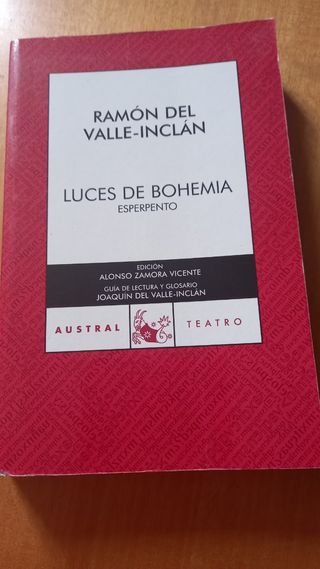 RAMÓN DEL
VALLE-INCLÁN
LUCES DE BOHEMIA
ESPERPENTO
EDICIÓN
ALONSO ZAMORA VICENTE
GUÍA DE LECTURA Y GLOSARIO
JOAQUÍN DEL VALLE-INCLÁN
AUSTRAL TEATRO